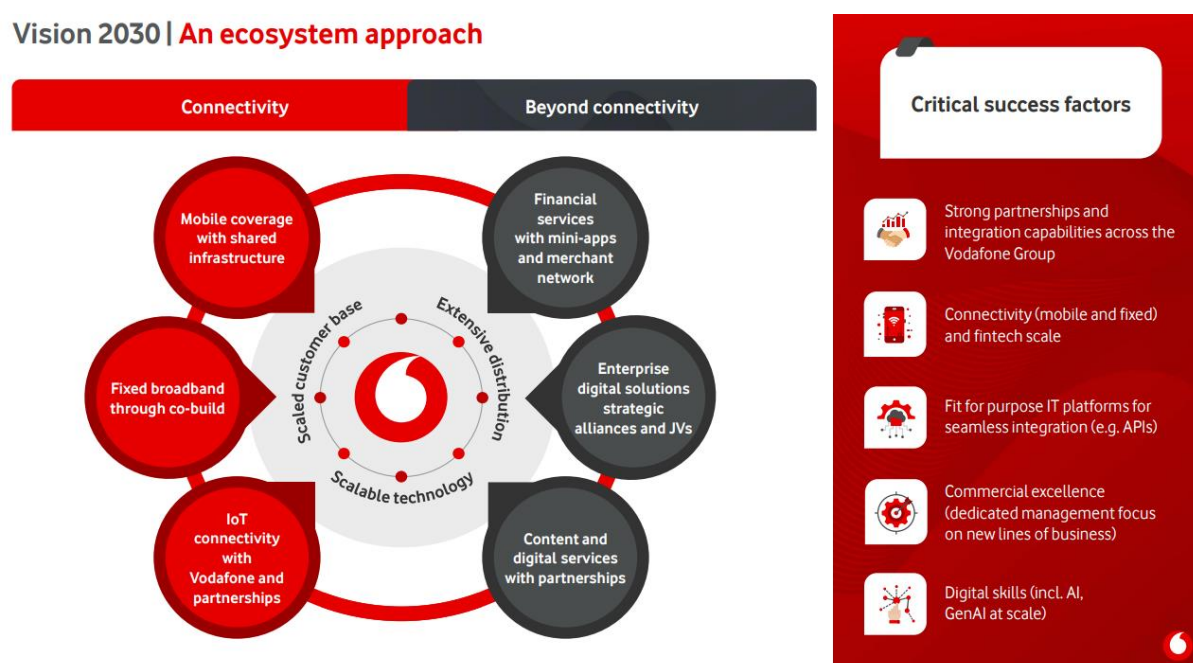 Vision 2030 | An ecosystem approach
Connectivity
Beyond connectivity
Mobile coverage
with shared
infrastructure
Fixed broadband
through co-build
IoT
connectivity
with
Vodafone and
partnerships
Scaled customer base
Extensive distribution
Scalable technology
Financial
services
with mini-apps
and merchant
network
Enterprise
digital solutions
strategic
alliances and JVs
Content and
digital services
with partnerships
Critical success factors
Strong partnerships and
integration capabilities across the
Vodafone Group
Connectivity (mobile and fixed)
and fintech scale
Fit for purpose IT platforms for
seamless integration (e.g. APIs)
Commercial excellence
(dedicated management focus
on new lines of business)
Digital skills (incl. AI,
GenAI at scale)